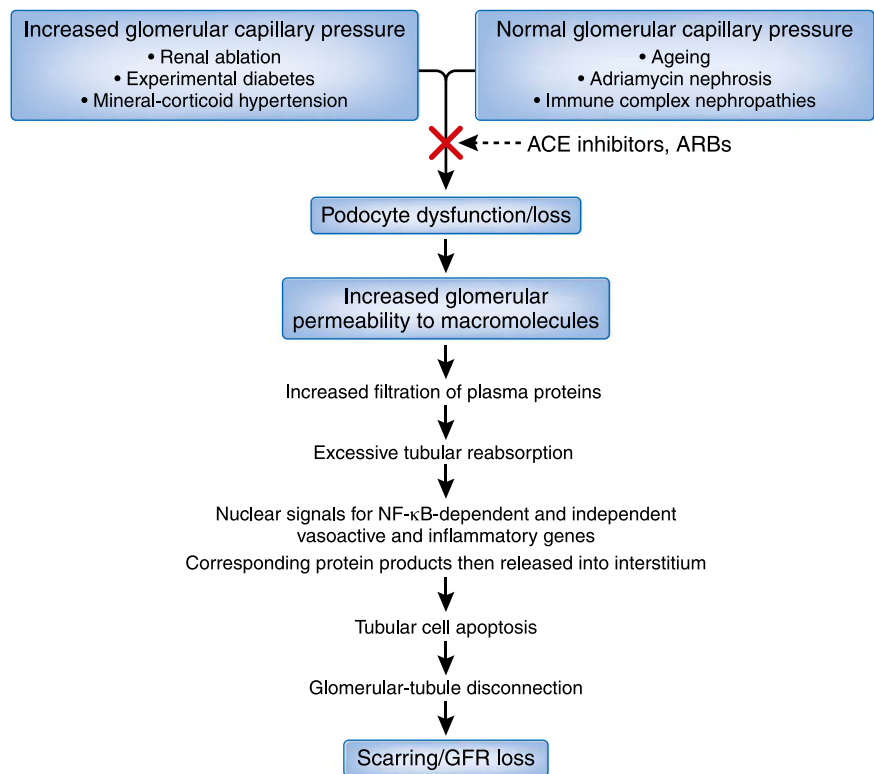 Increased glomerular capillary pressure
• Renal ablation
• Experimental diabetes
• Mineral-corticoid hypertension
Normal glomerular capillary pressure
• Ageing
• Adriamycin nephrosis
• Immune complex nephropathies
ACE inhibitors, ARBs
Podocyte dysfunction/loss
Increased glomerular
permeability to macromolecules
Increased filtration of plasma proteins
Excessive tubular reabsorption
Nuclear signals for NF-κB-dependent and independent
vasoactive and inflammatory genes
Corresponding protein products then released into interstitium
Tubular cell apoptosis
Glomerular-tubule disconnection
Scarring/GFR loss